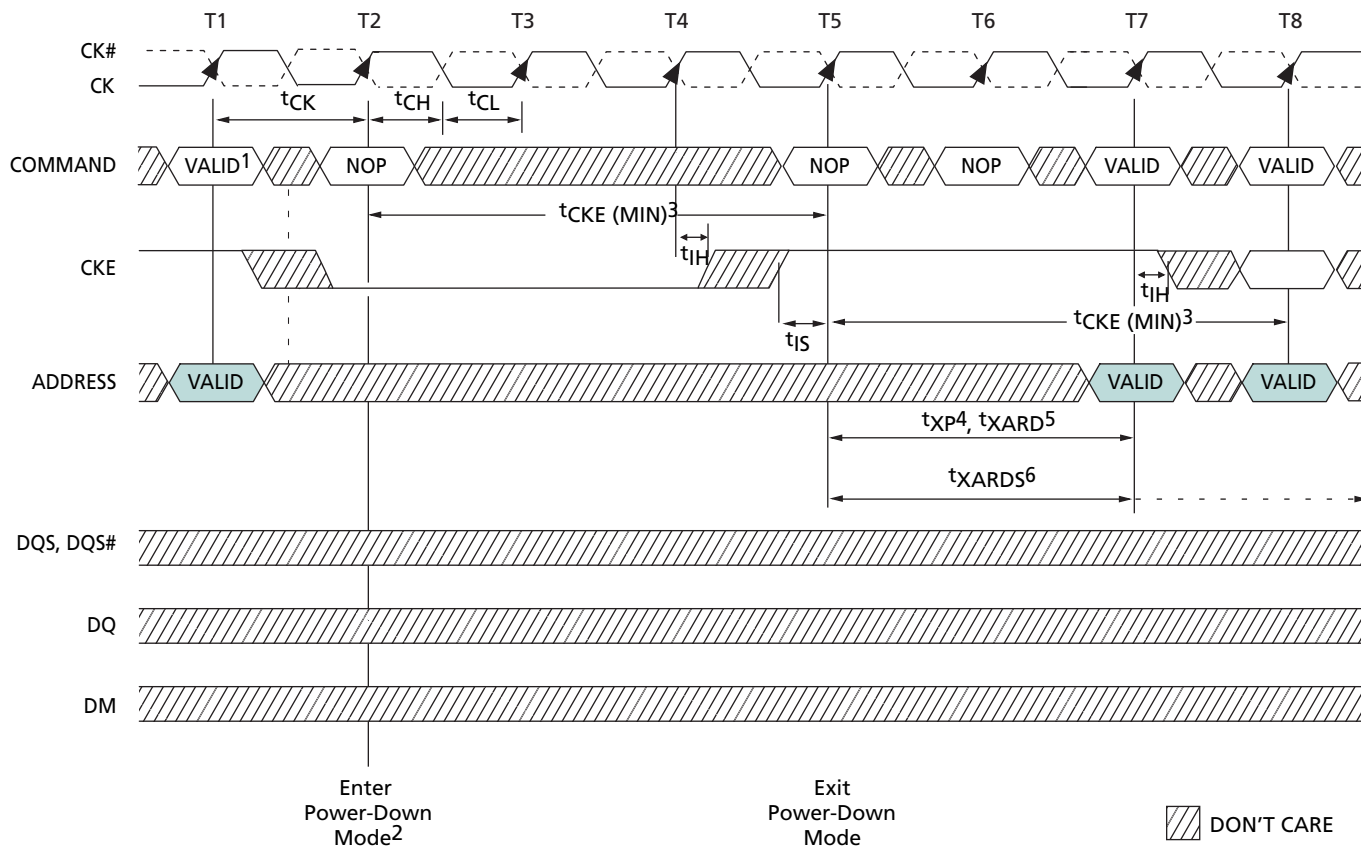 T1 T2 T3 T4 T5 T6 T7 T8
CK#
CK
tCK tCH tCL
COMMAND VALID1 NOP NOP NOP VALID VALID
tCKE (MIN)3
CKE
tIH
tIH
tIS
tCKE (MIN)3
ADDRESS VALID VALID VALID
tXP4, tXARD5
tXARDS6
DQS, DQS#
DQ
DM
Enter
Power-Down
Mode2
Exit
Power-Down
Mode
DON'T CARE